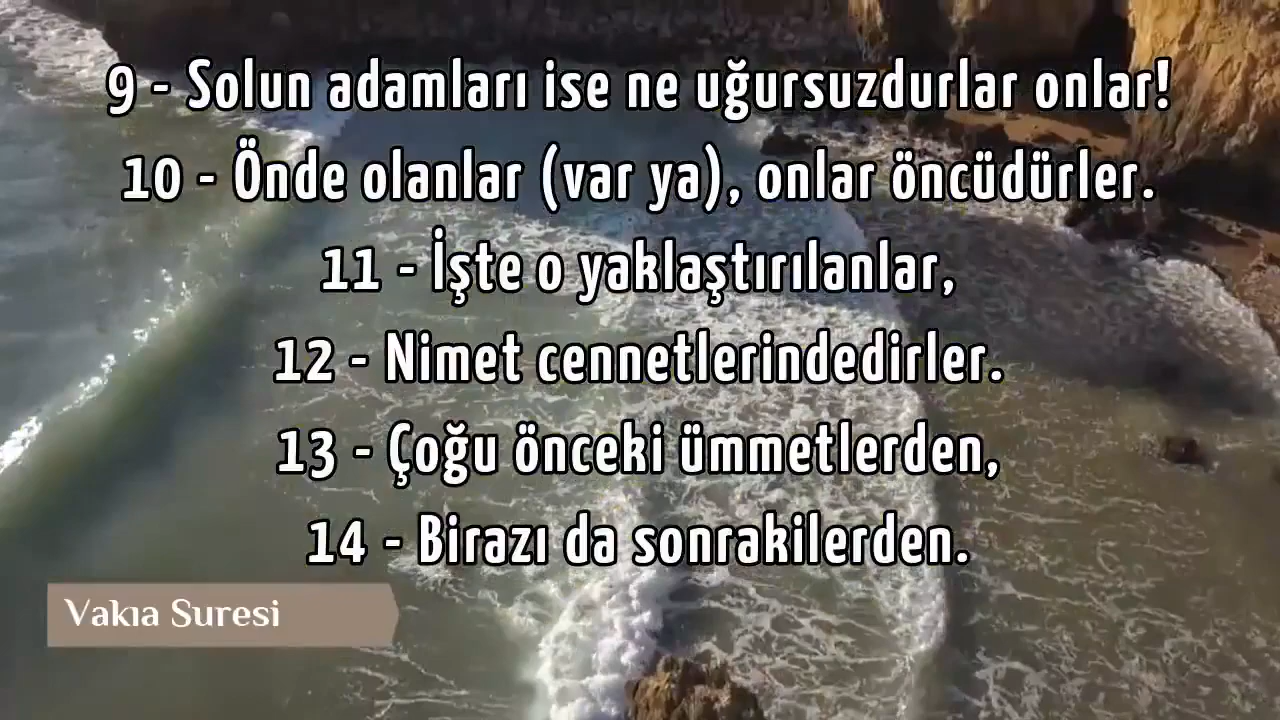 9 - Solun adamları ise ne uğursuzdurlar onlar!
10 - Önde olanlar (var ya), onlar öncüdürler.
11 - İşte o yaklaştırılanlar,
12 - Nimet cennetlerindedirler.
13 - Çoğu önceki ümmetlerden,
14 - Birazı da sonrakilerden.
Vakıa Suresi